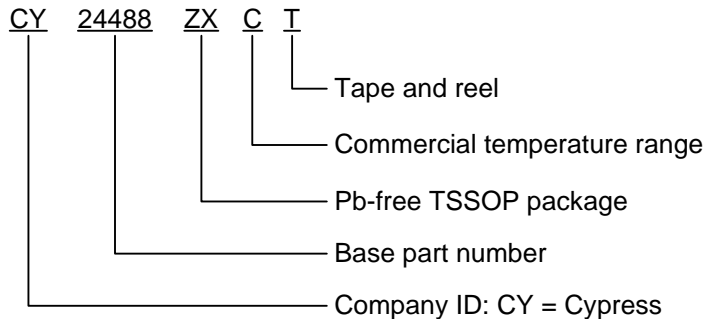 CY 24488 ZX C T
Tape and reel
Commercial temperature range
Pb-free TSSOP package
Base part number
Company ID: CY = Cypress